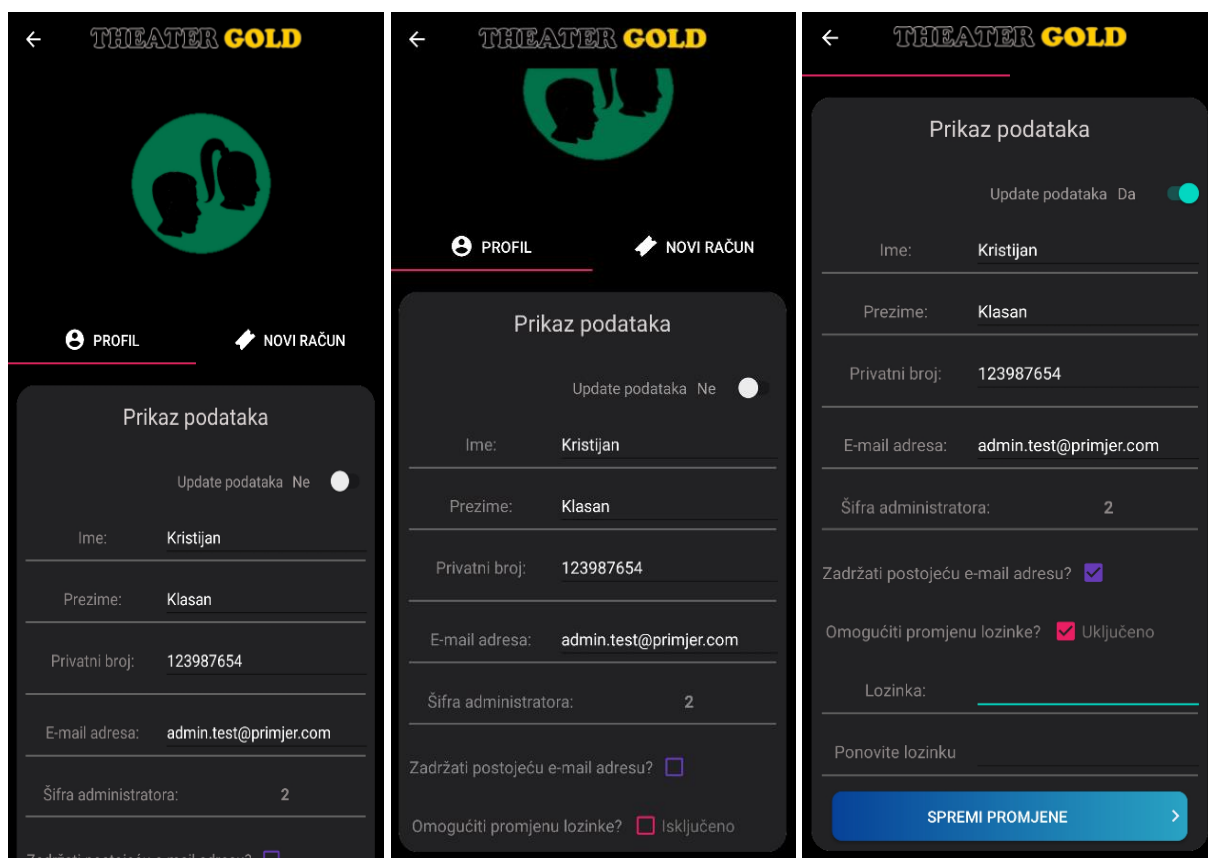 THEATER GOLD
PROFIL NOVI RAČUN
Prikaz podataka
Update podataka Ne
Ime: Kristijan
Prezime: Klasan
Privatni broj: 123987654
E-mail adresa: admin.test@primjer.com
Šifra administratora: 2
Zadržati postojeću e-mail adresu?
THEATER GOLD
PROFIL NOVI RAČUN
Prikaz podataka
Update podataka Ne
Ime: Kristijan
Prezime: Klasan
Privatni broj: 123987654
E-mail adresa: admin.test@primjer.com
Šifra administratora: 2
Zadržati postojeću e-mail adresu?
Omogućiti promjenu lozinke? Isključeno
THEATER GOLD
Prikaz podataka
Update podataka Da
Ime: Kristijan
Prezime: Klasan
Privatni broj: 123987654
E-mail adresa: admin.test@primjer.com
Šifra administratora: 2
Zadržati postojeću e-mail adresu?
Omogućiti promjenu lozinke? Uključeno
Lozinka:
Ponovite lozinku
SPREMI PROMJENE